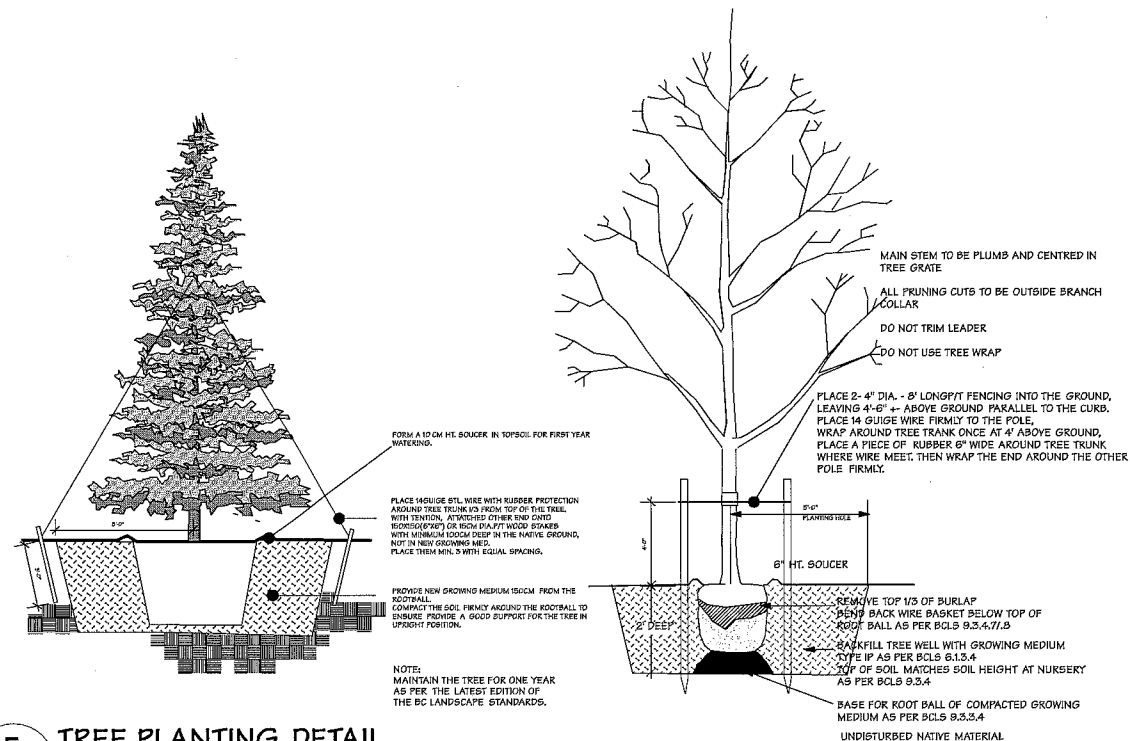 MAIN STEM TO BE PLUMB AND CENTRED IN
TREE GRATE
ALL PRUNING CUTS TO BE OUTSIDE BRANCH
COLLAR
DO NOT TRIM LEADER
DO NOT USE TREE WRAP
PLACE 2- 4" DIA. - 8' LONGP/T FENCING INTO THE GROUND,
LEAVING 4'-6" +- ABOVE GROUND PARALLEL TO THE CURB.
PLACE 14 GUIGE WIRE FIRMLY TO THE POLE,
WRAP AROUND TREE TRANK ONCE AT 4' ABOVE GROUND,
PLACE A PIECE OF RUBBER 6" WIDE AROUND TREE TRUNK
WHERE WIRE MEET. THEN WRAP THE END AROUND THE OTHER
POLE FIRMLY.
FORM A 10 CM HT. SOUCER IN TOPSOIL FOR FIRST YEAR
WATERING.
PLACE 14GUIGE STL. WIRE WITH RUBBER PROTECTION
AROUND TREE TRUNK 1/3 FROM TOP OF THE TREE.
WITH TENTION, ATTATCHED OTHER END ONTO
150X150(6"X6") OR 15CM DIA.P/T WOOD STAKES
WITH MINIMUM 100CM DEEP IN THE NATIVE GROUND,
NOT IN NEW GROWING MED.
PLACE THEM MIN. 3 WITH EQUAL SPACING.
PLANTING HOLE
6" HT. SOUCER
PROVIDE NEW GROWING MEDIUM 150CM FROM THE
ROOTBALL.
COMPACT THE SOIL FIRMLY AROUND THE ROOTBALL TO
ENSURE PROVIDE A GOOD SUPPORT FOR THE TREE IN
UPRIGHT POSITION.
2' DEEP
REMOVE TOP 1/3 OF BURLAP
BEND BACK WIRE BASKET BELOW TOP OF
ROOT BALL AS PER BCLS 9.3.4.7/.8
BACKFILL TREE WELL WITH GROWING MEDIUM
TYPE 1P AS PER BCLS 6.1.3.4
TOP OF SOIL MATCHES SOIL HEIGHT AT NURSERY
AS PER BCLS 9.3.4
BASE FOR ROOT BALL OF COMPACTED GROWING
MEDIUM AS PER BCLS 9.3.3.4
UNDISTURBED NATIVE MATERIAL
NOTE:
MAINTAIN THE TREE FOR ONE YEAR
AS PER THE LATEST EDITION OF
THE BC LANDSCAPE STANDARDS.
TREE PLANTING DETAIL